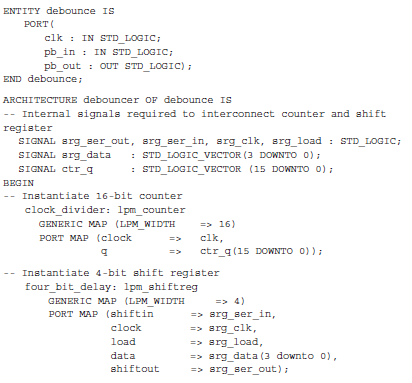 ENTITY debounce IS
PORT(
clk : IN STD_LOGIC;
pb_in : IN STD_LOGIC;
pb_out : OUT STD_LOGIC);
END debounce;
ARCHITECTURE debouncer OF debounce IS
-- Internal signals required to interconnect counter and shift
register
SIGNAL srg_ser_out, srg_ser_in, srg_clk, srg_load : STD_LOGIC;
SIGNAL srg_data : STD_LOGIC_VECTOR(3 DOWNTO 0);
SIGNAL ctr_q : STD_LOGIC_VECTOR (15 DOWNTO 0);
BEGIN
-- Instantiate 16-bit counter
clock_divider: lpm_counter
GENERIC MAP (LPM_WIDTH => 16)
PORT MAP (clock => clk,
q => ctr_q(15 DOWNTO 0));
-- Instantiate 4-bit shift register
four_bit_delay: lpm_shiftreg
GENERIC MAP (LPM_WIDTH => 4)
PORT MAP (shiftin => srg_ser_in,
clock => srg_clk,
load => srg_load,
data => srg_data(3 downto 0),
shiftout => srg_ser_out);